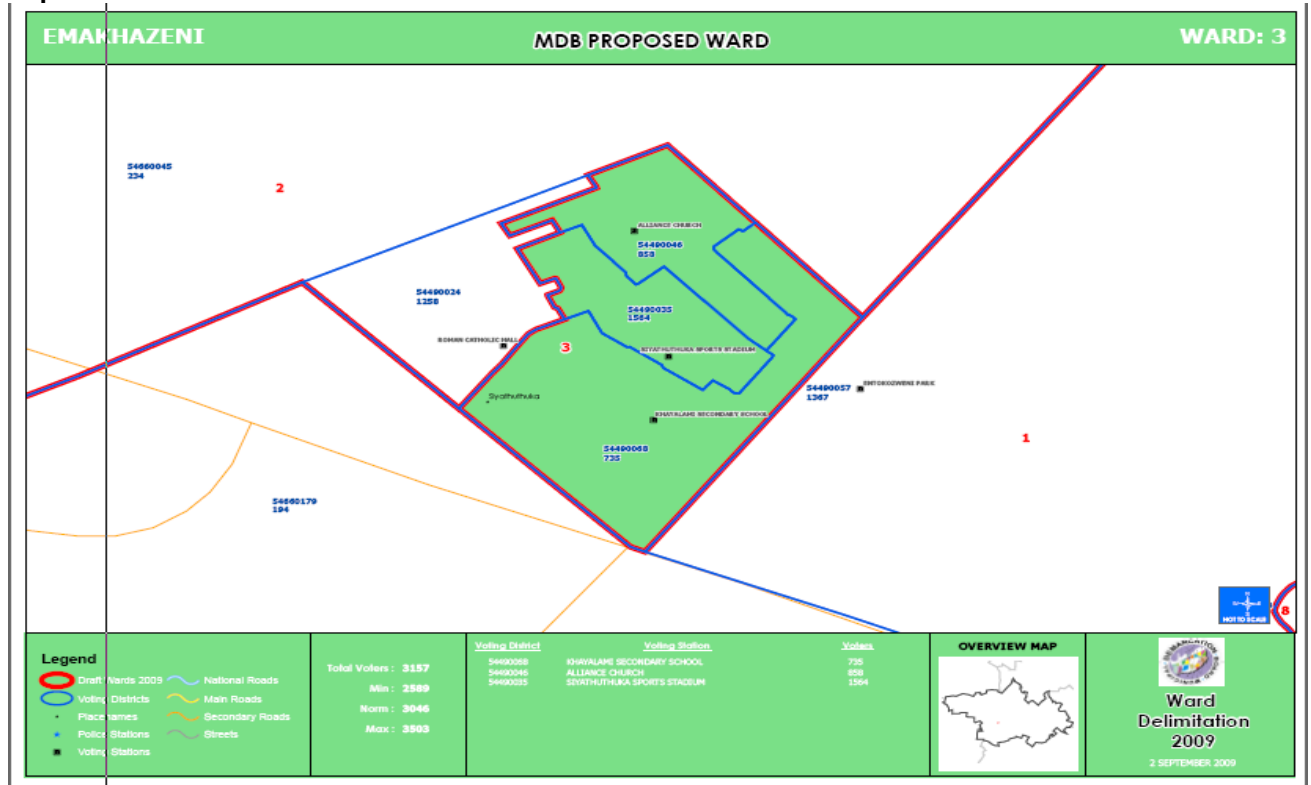 EMAKHAZENI
MDB PROPOSED WARD
WARD: 3
54660045
234
2
ALLIANCE CHURCH
54490046
858
54490024
1258
54490035
1564
ROMAN CATHOLIC HALL
3
SIYATHUTHUKA SPORTS STADIUM
54490057
1367
EMTOKOZWENI PARK
Syathuthuka
KHAYALAMI SECONDARY SCHOOL
1
54490068
735
54660179
194
NOT TO SCALE
8
Legend
Draft Wards 2009
National Roads
Voting Districts
Main Roads
Placenames
Secondary Roads
Police Stations
Streets
Voting Stations
Total Voters : 3157
Min : 2589
Norm : 3046
Max : 3503
Voting District Voting Station Voters
54490068 KHAYALAMI SECONDARY SCHOOL 735
54490046 ALLIANCE CHURCH 858
54490035 SIYATHUTHUKA SPORTS STADIUM 1564
OVERVIEW MAP
Ward
Delimitation
2009
2 SEPTEMBER 2009